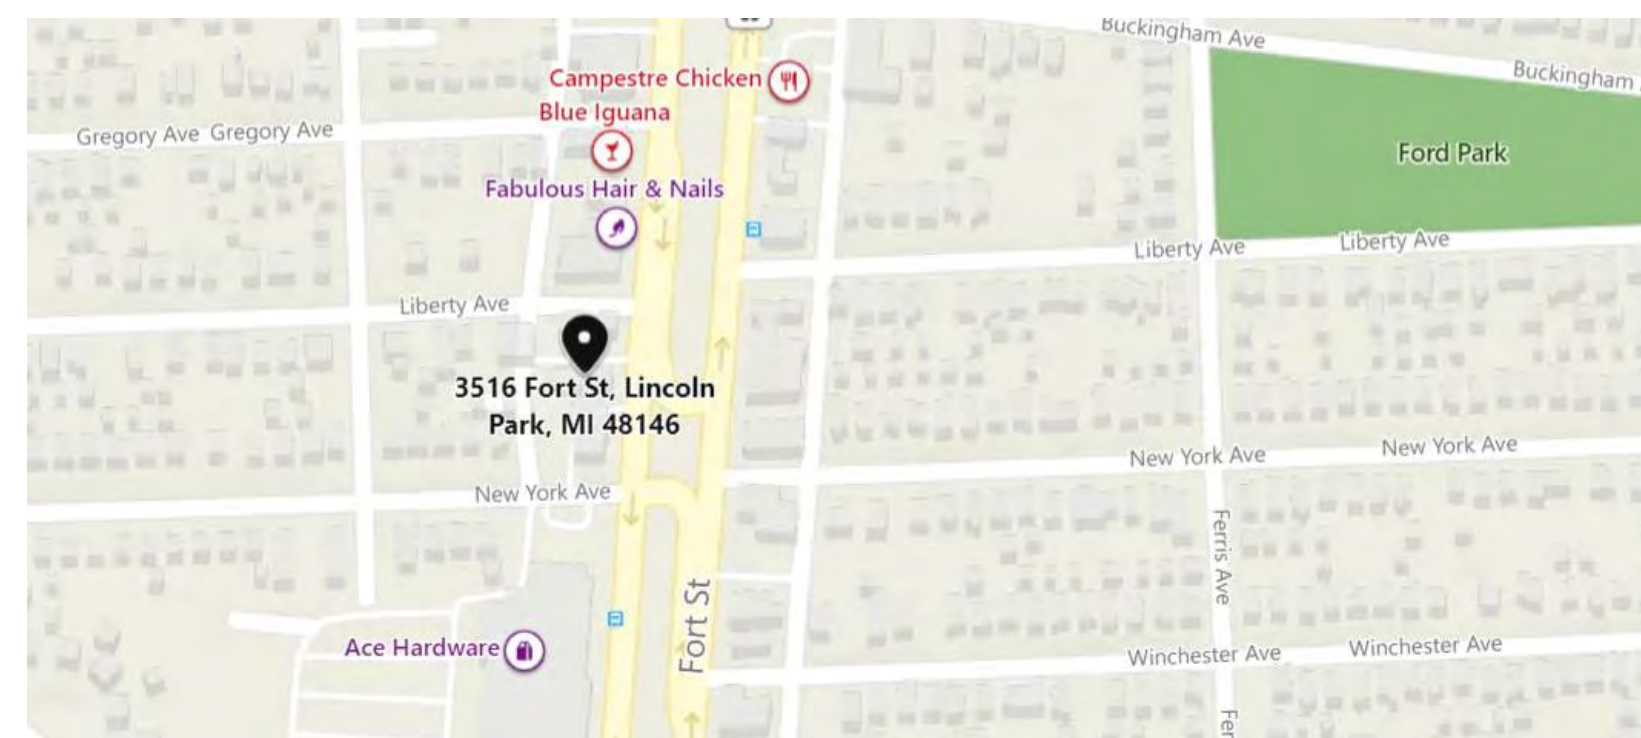 Buckingham Ave
Buckingham
Campestre Chicken
Blue Iguana
Gregory Ave Gregory Ave
Ford Park
Fabulous Hair & Nails
Liberty Ave
Liberty Ave
Liberty Ave
3516 Fort St, Lincoln
Park, MI 48146
New York Ave
New York Ave
New York Ave
Ferris Ave
Fort St
Ace Hardware
Winchester Ave
Winchester Ave